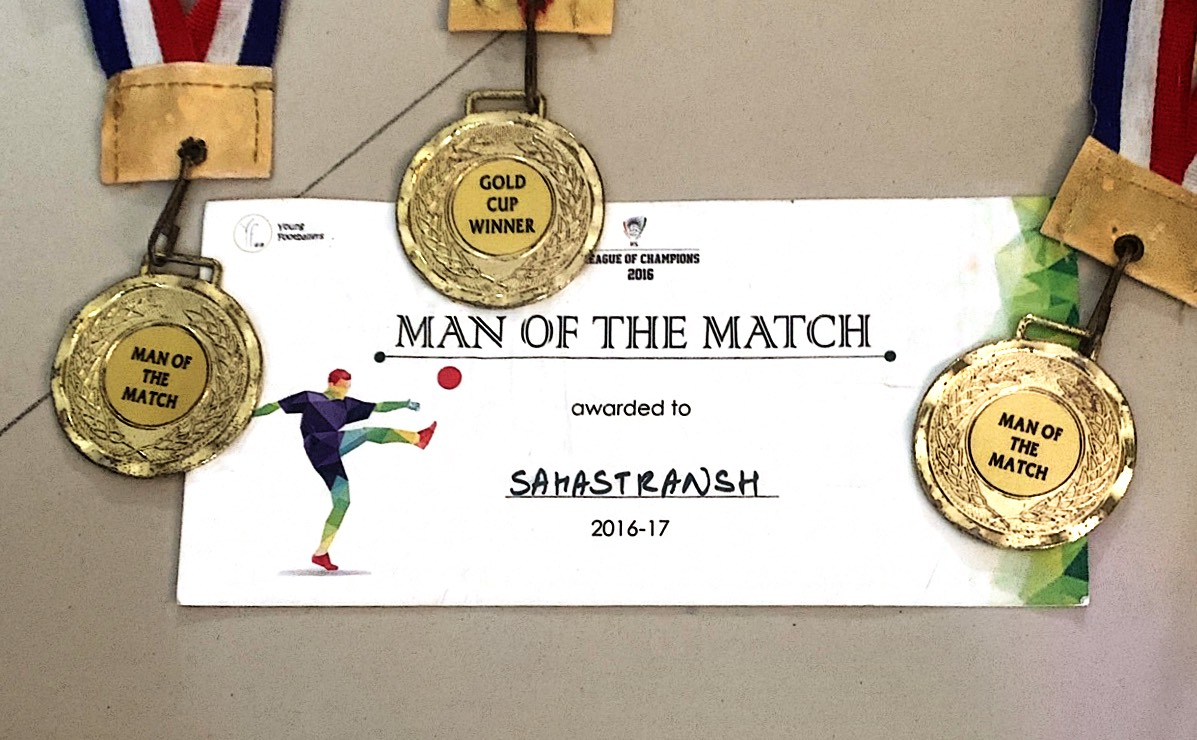 GOLD
CUP
WINNER
Young
Footballers
EAGUE OF CHAMPIONS
2016
MAN OF THE MATCH
MAN OF
THE
MATCH
awarded to
SAHASTRANSH
2016-17
MAN OF
THE
MATCH